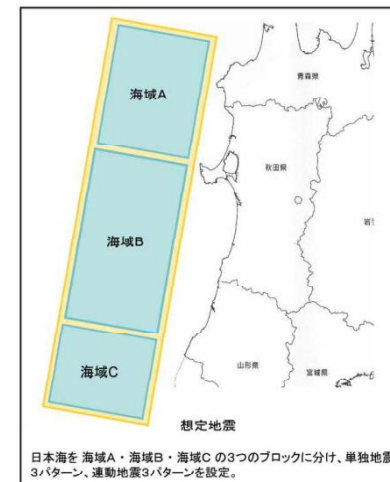 青森県
海域A
秋田県
海域B
海域C
山形県
宮城県
想定地震
日本海を 海域A・海域B・海域C の3つのブロックに分け、単独地震
3パターン、連動地震3パターンを設定。